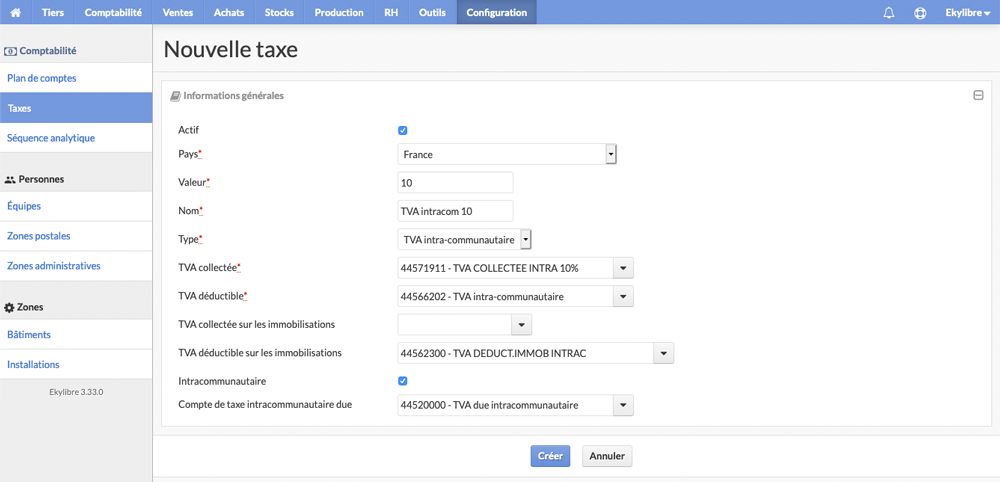 Tiers Comptabilité Ventes Achats Stocks Production RH Outils Configuration Ekylibre
Comptabilité
Plan de comptes
Taxes
Séquence analytique
Personnes
Équipes
Zones postales
Zones administratives
Zones
Bâtiments
Installations
Ekylibre 3.33.0
Nouvelle taxe
Informations générales
Actif
Pays* France
Valeur* 10
Nom* TVA intracom 10
Type* TVA intra-communautaire
TVA collectée* 44571911 - TVA COLLECTEE INTRA 10%
TVA déductible* 44566202 - TVA intra-communautaire
TVA collectée sur les immobilisations
TVA déductible sur les immobilisations 44562300 - TVA DEDUCT.IMMOB INTRAC
Intracommunautaire
Compte de taxe intracommunautaire due 44520000 - TVA due intracommunautaire
Créer Annuler